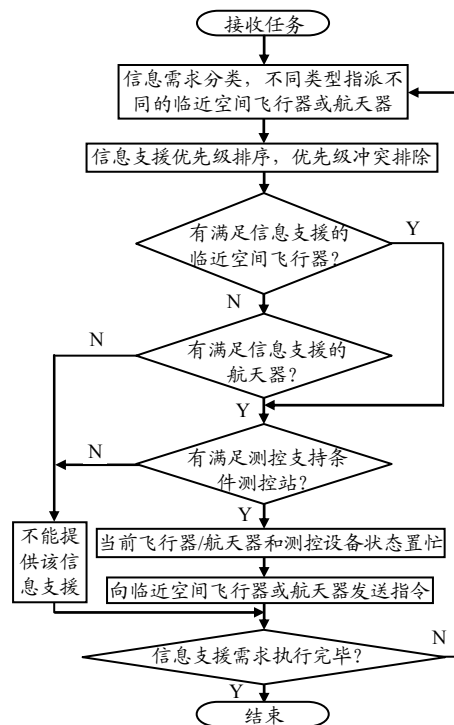 接收任务
信息需求分类，不同类型指派不
同的临近空间飞行器或航天器
信息支援优先级排序，优先级冲突排除
有满足信息支援的
临近空间飞行器?
Y
N
有满足信息支援的
航天器?
N
Y
有满足测控支持条
件测控站?
N
Y
不能提
供该信
息支援
当前飞行器/航天器和测控设备状态置忙
向临近空间飞行器或航天器发送指令
信息支援需求执行完毕?
N
Y
结束